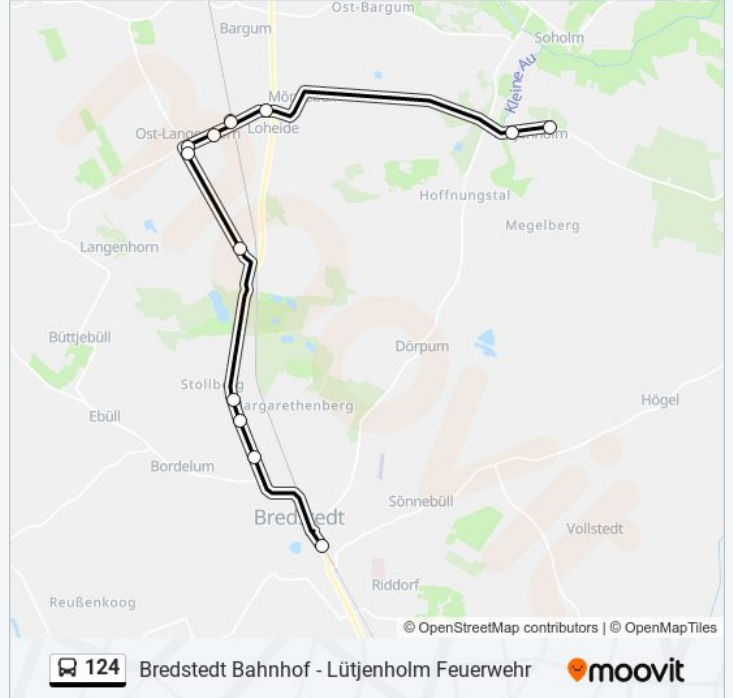 Ost-Bargum
Bargum
Soholm
Kleine Au
Loheide
Hoffnungstal
Megelberg
Langenhorn
Büttjebüll
Dörpum
Högel
Ebüll
Bordelum
Sönnebüll
Bredstedt
Vollstedt
Riddorf
Reußenkoog
© OpenStreetMap contributors | © OpenMapTiles
124 Bredstedt Bahnhof - Lütjenholm Feuerwehr moovit